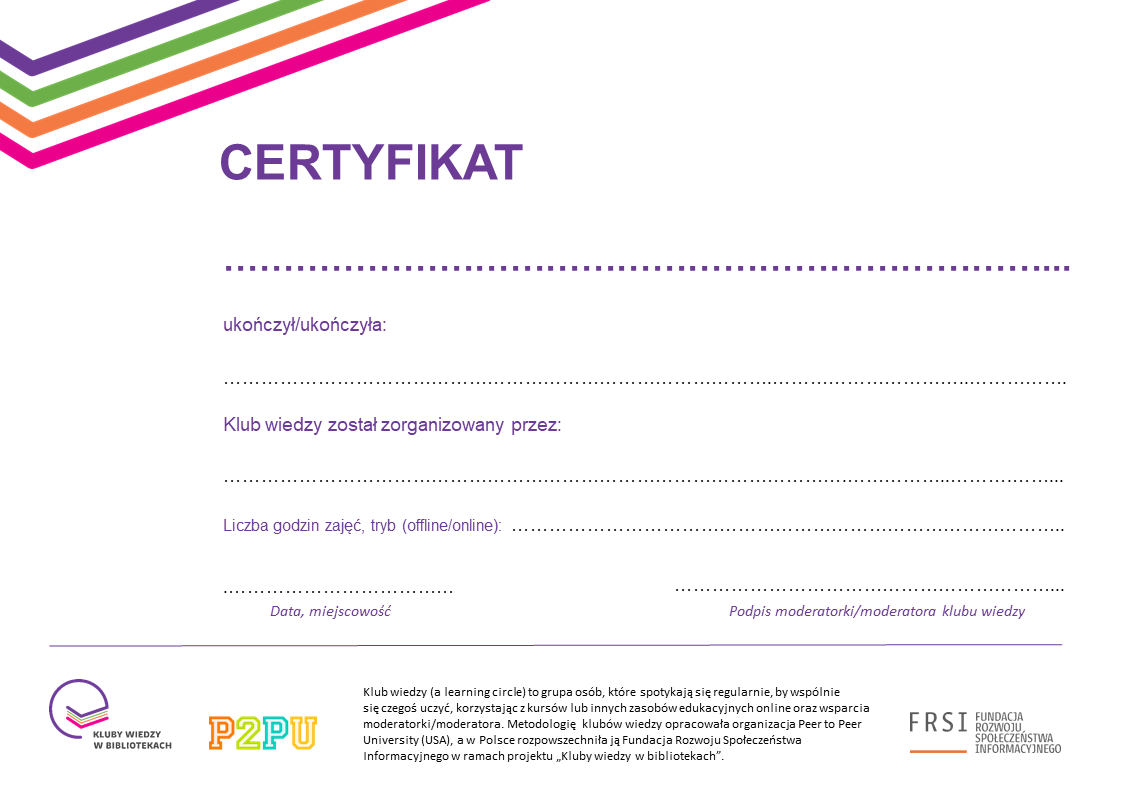 CERTYFIKAT
……………………………………………………………………...
ukończył/ukończyła:
………………………………………………………………………….………………………..…………….
Klub wiedzy został zorganizowany przez:
……………………………………………………………………………………….……………..……….……...
Liczba godzin zajęć, tryb (offline/online): ……………………………………………………………………………..
.………………………………
……………………………………………………...
Data, miejscowość
Podpis moderatorki/moderatora klubu wiedzy
KLUBY WIEDZY
W BIBLIOTEKACH
P2PU
Klub wiedzy (a learning circle) to grupa osób, które spotykają się regularnie, by wspólnie
się czegoś uczyć, korzystając z kursów lub innych zasobów edukacyjnych online oraz wsparcia
moderatorki/moderatora. Metodologię klubów wiedzy opracowała organizacja Peer to Peer
University (USA), a w Polsce rozpowszechniła ją Fundacja Rozwoju Społeczeństwa
Informacyjnego w ramach projektu „Kluby wiedzy w bibliotekach”.
FRSI
FUNDACJA
ROZWOJU
SPOŁECZEŃSTWA
INFORMACYJNEGO